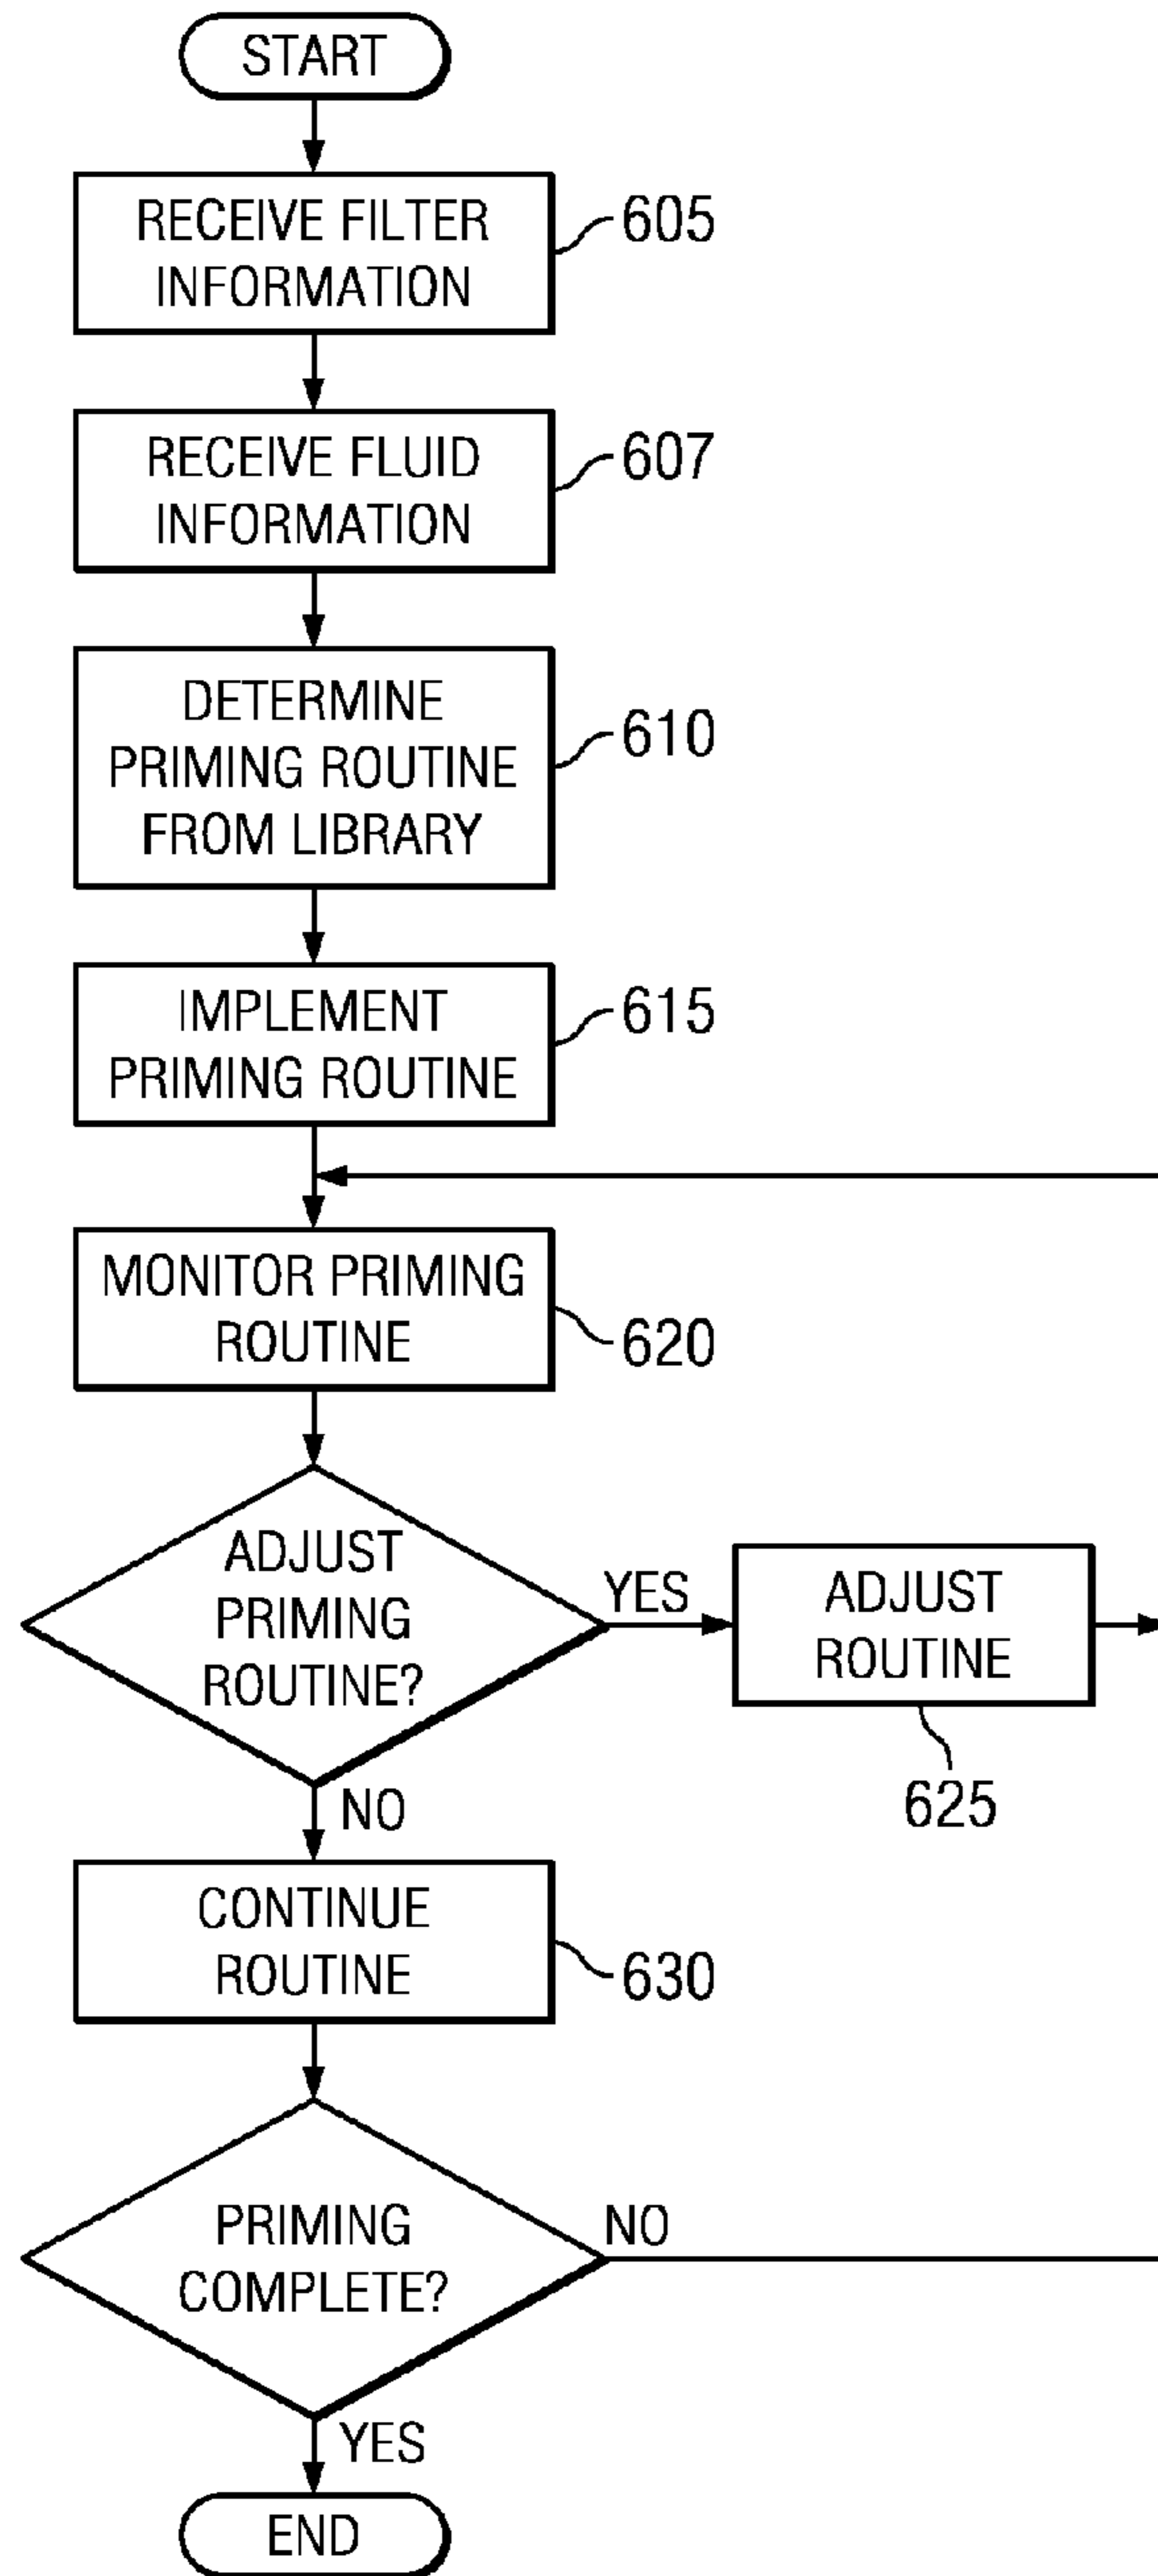 START
RECEIVE FILTER
INFORMATION
605
RECEIVE FLUID
INFORMATION
607
DETERMINE
PRIMING ROUTINE
FROM LIBRARY
610
IMPLEMENT
PRIMING ROUTINE
615
MONITOR PRIMING
ROUTINE
620
ADJUST
PRIMING
ROUTINE?
YES
ADJUST
ROUTINE
625
NO
CONTINUE
ROUTINE
630
PRIMING
COMPLETE?
NO
YES
END